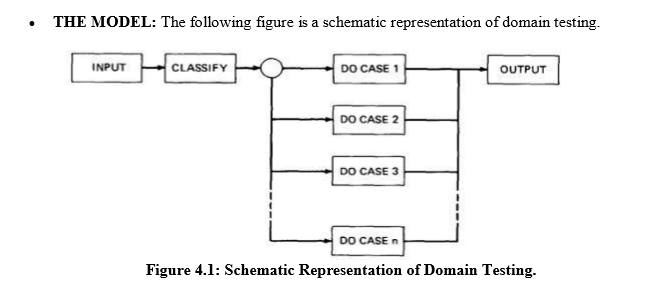 • THE MODEL: The following figure is a schematic representation of domain testing.
INPUT
CLASSIFY
DO CASE 1
OUTPUT
DO CASE 2
DO CASE 3
DO CASE n
Figure 4.1: Schematic Representation of Domain Testing.